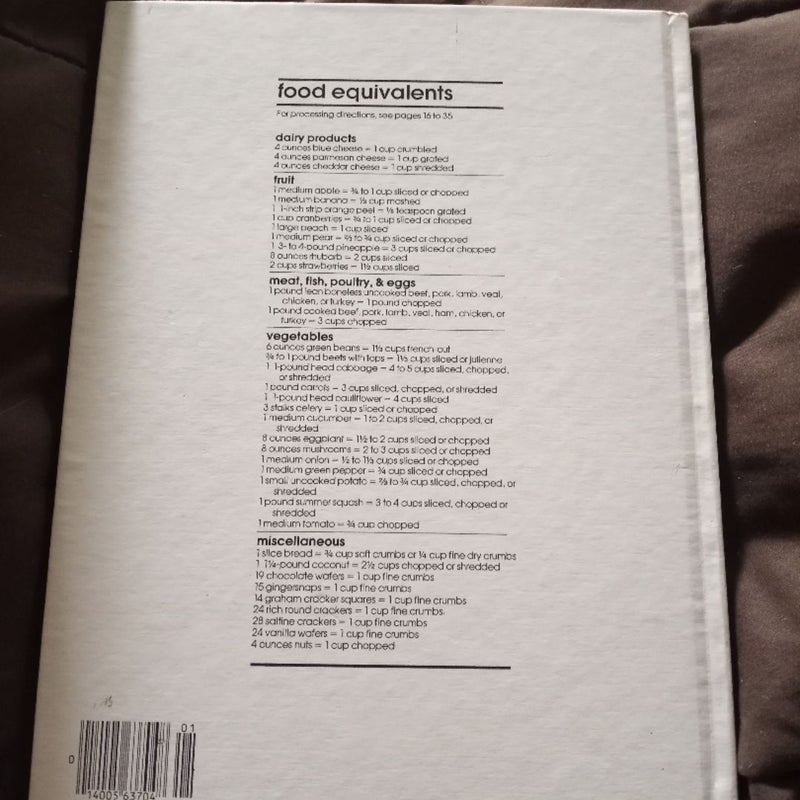 food equivalents
For processing directions, see pages 16 to 35
dairy products
4 ounces blue cheese = 1 cup crumbled
4 ounces parmesan cheese = 1 cup grated
4 ounces cheddar cheese = 1 cup shredded
fruit
1 medium apple = ¾ to 1 cup sliced or chopped
1 medium banana = ⅓ cup mashed
1 1-inch strip orange peel = ½ teaspoon grated
1 cup cranberries = ¾ to 1 cup sliced or chopped
1 large peach = 1 cup sliced
1 medium pear = ⅔ to ¾ cup sliced or chopped
1 3- to 4-pound pineapple = 3 cups sliced or chopped
8 ounces rhubarb = 2 cups sliced
2 cups strawberries = 1½ cups sliced
meat, fish, poultry, & eggs
1 pound lean boneless uncooked beef, pork, lamb, veal,
chicken, or turkey = 1 pound chopped
1 pound cooked beef, pork, lamb, veal, ham, chicken, or
turkey = 3 cups chopped
vegetables
6 ounces green beans = 1⅓ cups french-cut
¾ to 1 pound beets with tops = 1½ cups sliced or julienne
1 1-pound head cabbage = 4 to 5 cups sliced, chopped,
or shredded
1 pound carrots = 3 cups sliced, chopped, or shredded
1 1-pound head cauliflower = 4 cups sliced
3 stalks celery = 1 cup sliced or chopped
1 medium cucumber = 1 to 2 cups sliced, chopped, or
shredded
8 ounces eggplant = 1½ to 2 cups sliced or chopped
8 ounces mushrooms = 2 to 3 cups sliced or chopped
1 medium onion = ½ to 1⅓ cups sliced or chopped
1 medium green pepper = ¾ cup sliced or chopped
1 small uncooked potato = ⅔ to ¾ cup sliced, chopped, or
shredded
1 pound summer squash = 3 to 4 cups sliced, chopped or
shredded
1 medium tomato = ¾ cup chopped
miscellaneous
1 slice bread = ¾ cup soft crumbs or ¼ cup fine dry crumbs
1 1¼-pound coconut = 2½ cups chopped or shredded
19 chocolate wafers = 1 cup fine crumbs
15 gingersnaps = 1 cup fine crumbs
14 graham cracker squares = 1 cup fine crumbs
24 rich round crackers = 1 cup fine crumbs.
28 saltine crackers = 1 cup fine crumbs
24 vanilla wafers = 1 cup fine crumbs
4 ounces nuts = 1 cup chopped
01
0
14005 63704